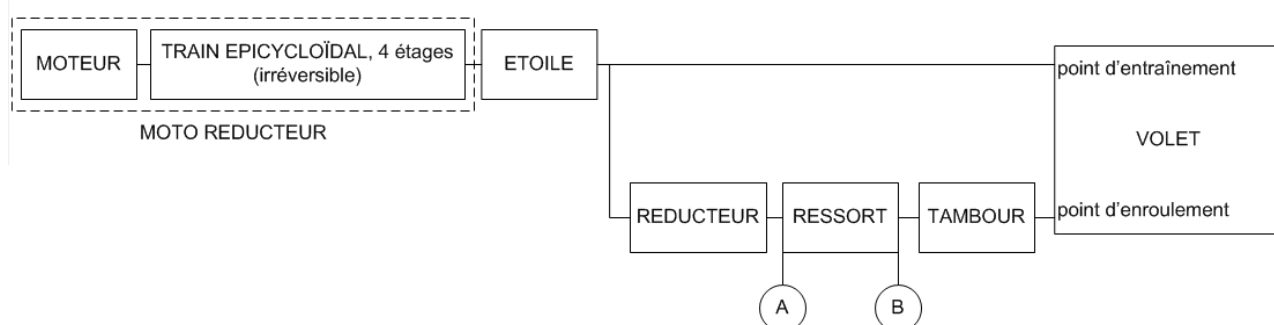 MOTEUR
TRAIN EPICYCLOÏDAL, 4 étages
(irréversible)
ETOILE
MOTO REDUCTEUR
point d'entraînement
VOLET
point d'enroulement
REDUCTEUR
RESSORT
TAMBOUR
A
B